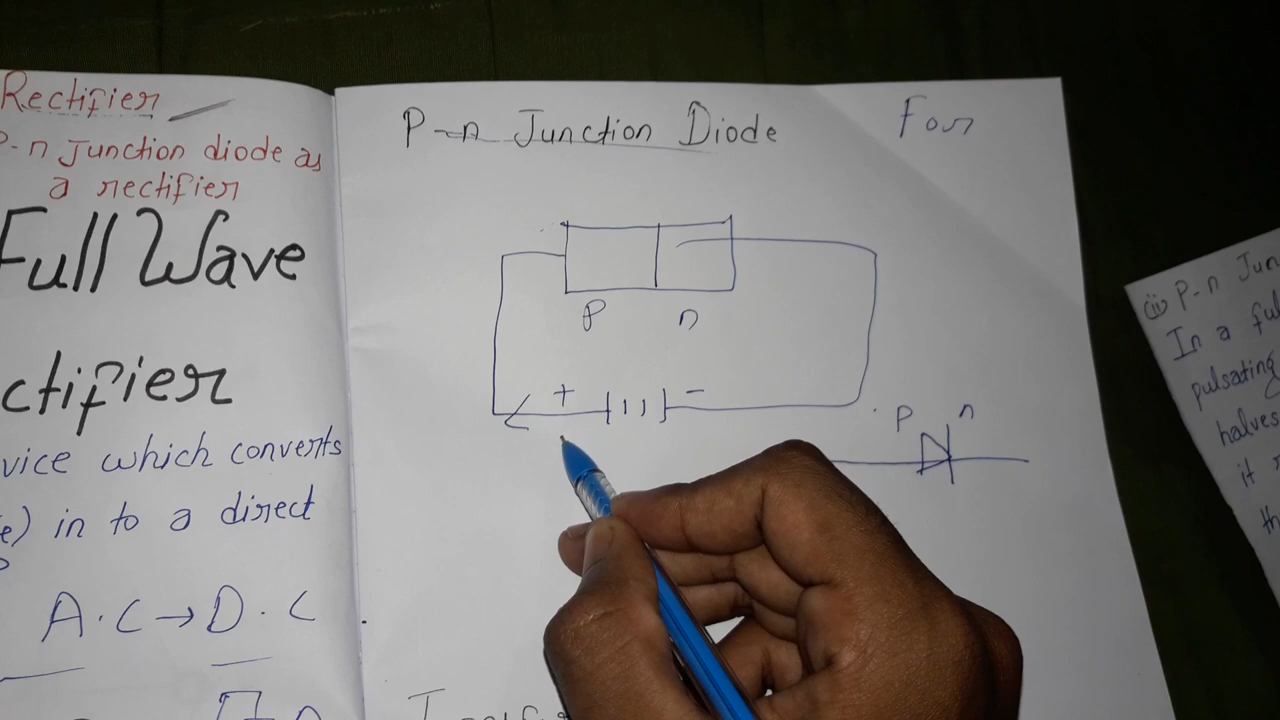 Rectifier
P-n Junction diode as
a rectifier
Full Wave
ctifier
vice which converts
e) in to a direct
A.C → D.C
P-n Junction Diode
For
P n
+ -
P n
(ii) P-n Jun
In a ful
pulsating
halves
it
th